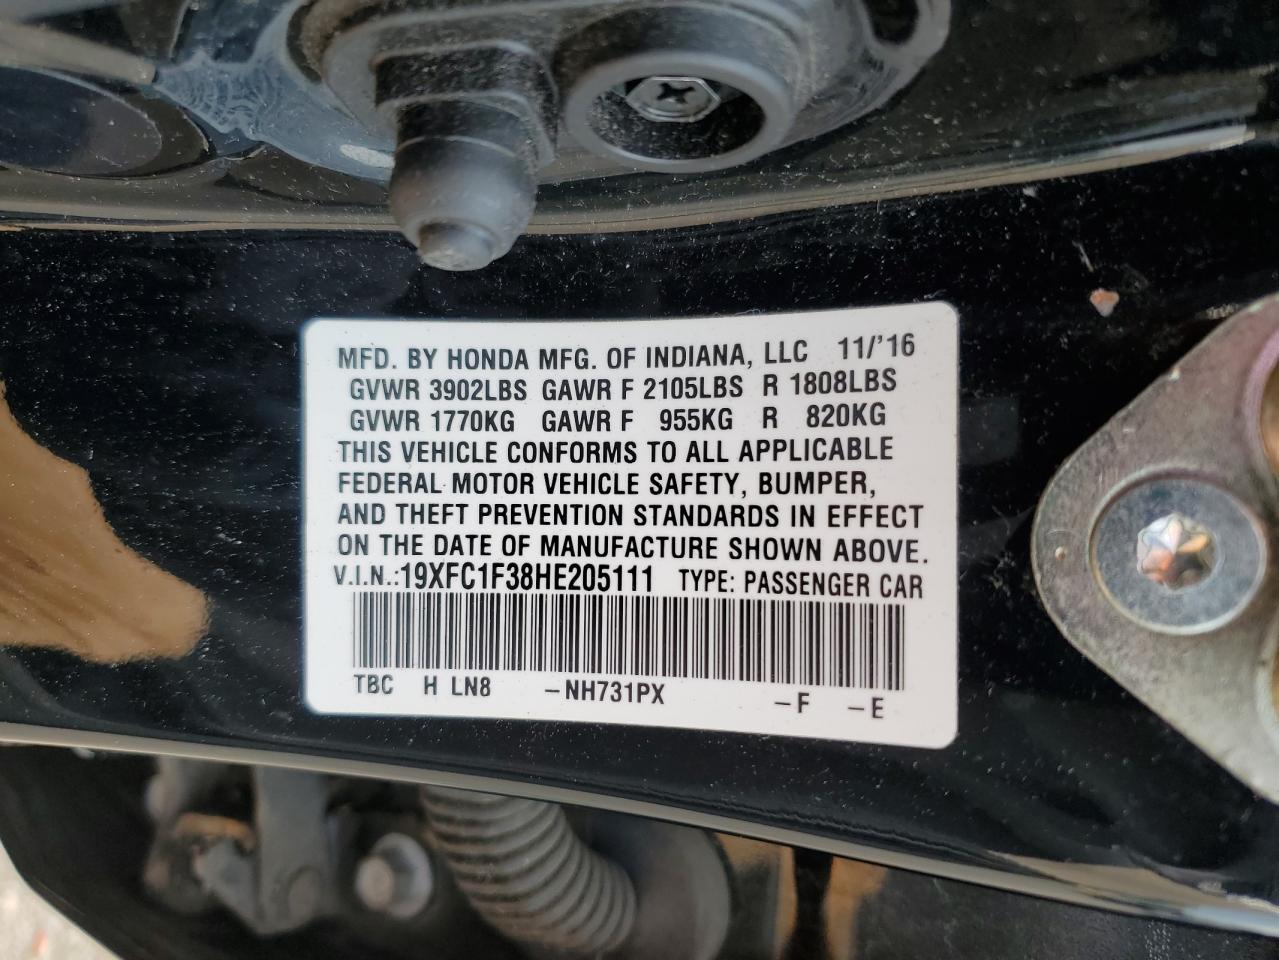 MFD. BY HONDA MFG. OF INDIANA, LLC 11/'16
GVWR 3902LBS GAWR F 2105LBS R 1808LBS
GVWR 1770KG GAWR F 955KG R 820KG
THIS VEHICLE CONFORMS TO ALL APPLICABLE
FEDERAL MOTOR VEHICLE SAFETY, BUMPER,
AND THEFT PREVENTION STANDARDS IN EFFECT
ON THE DATE OF MANUFACTURE SHOWN ABOVE.
V.I.N.:19XFC1F38HE205111 TYPE: PASSENGER CAR
TBC H LN8 –NH731PX –F –E